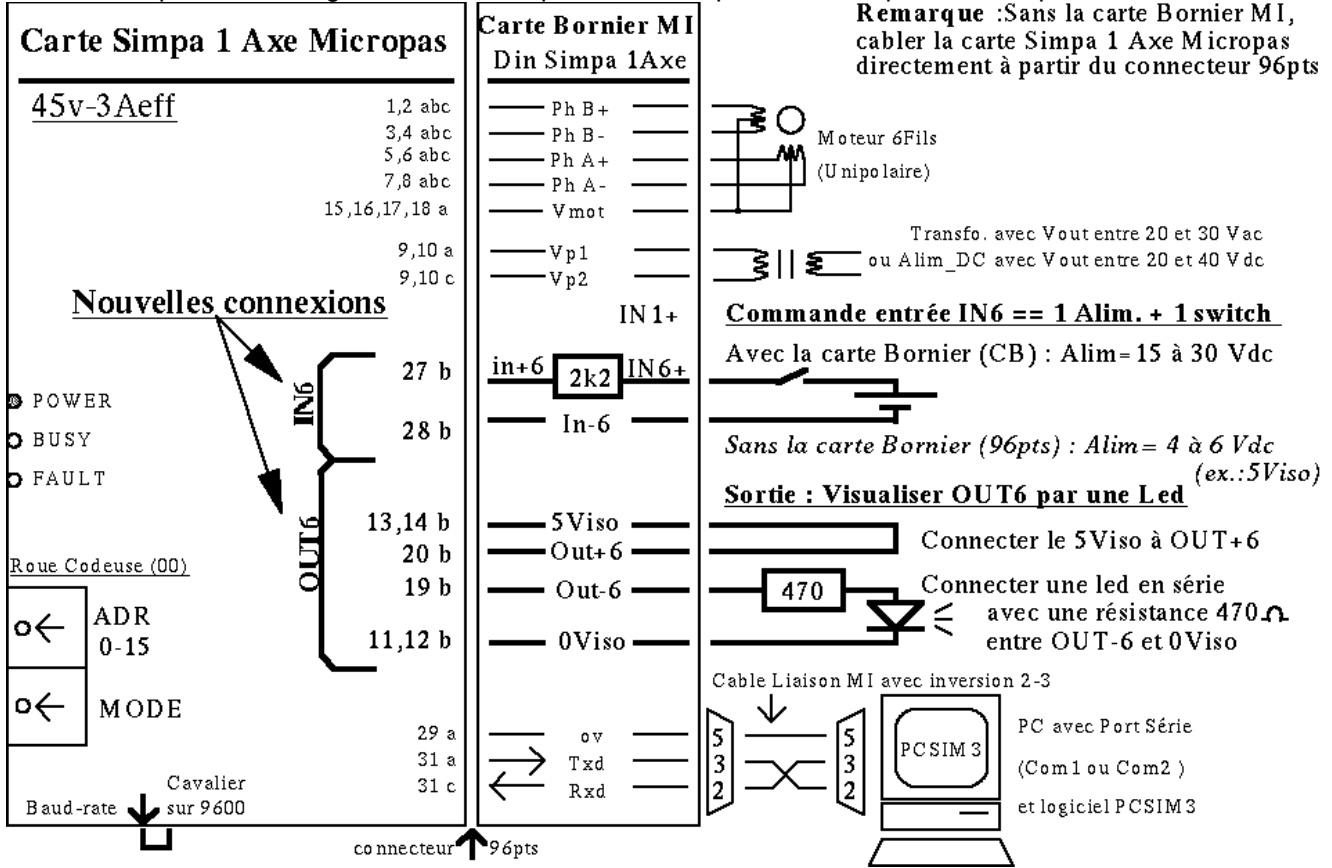 Carte Simpa 1 Axe Micropas
45v-3Aeff
1,2 abc
3,4 abc
5,6 abc
7,8 abc
15,16,17,18 a
9,10 a
9,10 c
Nouvelles connexions
27 b
IN6
28 b
POWER
BUSY
FAULT
13,14 b
20 b
OUT6
19 b
11,12 b
Roue Codeuse (00)
ADR
0-15
MODE
29 a
31 a
31 c
Cavalier
Baud-rate sur 9600
connecteur 96pts
Carte Bornier MI
Din Simpa 1Axe
Ph B+
Ph B-
Ph A+
Ph A-
Vmot
Vp1
Vp2
IN1+
in+6 2k2 IN6+
In-6
5Viso
Out+6
Out-6
0Viso
ov
Txd
Rxd
Remarque :Sans la carte Bornier MI,
cabler la carte Simpa 1 Axe Micropas
directement à partir du connecteur 96pts
Moteur 6Fils
(Unipolaire)
Transfo. avec Vout entre 20 et 30 Vac
ou Alim_DC avec Vout entre 20 et 40 Vdc
Commande entrée IN6 == 1 Alim. + 1 switch
Avec la carte Bornier (CB) : Alim=15 à 30 Vdc
Sans la carte Bornier (96pts) : Alim= 4 à 6 Vdc
(ex.:5Viso)
Sortie : Visualiser OUT6 par une Led
Connecter le 5Viso à OUT+6
470
Connecter une led en série
avec une résistance 470Ω
entre OUT-6 et 0Viso
Cable Liaison MI avec inversion 2-3
5 5
3 3
2 2
PCSIM3
PC avec Port Série
(Com1 ou Com2 )
et logiciel PCSIM3